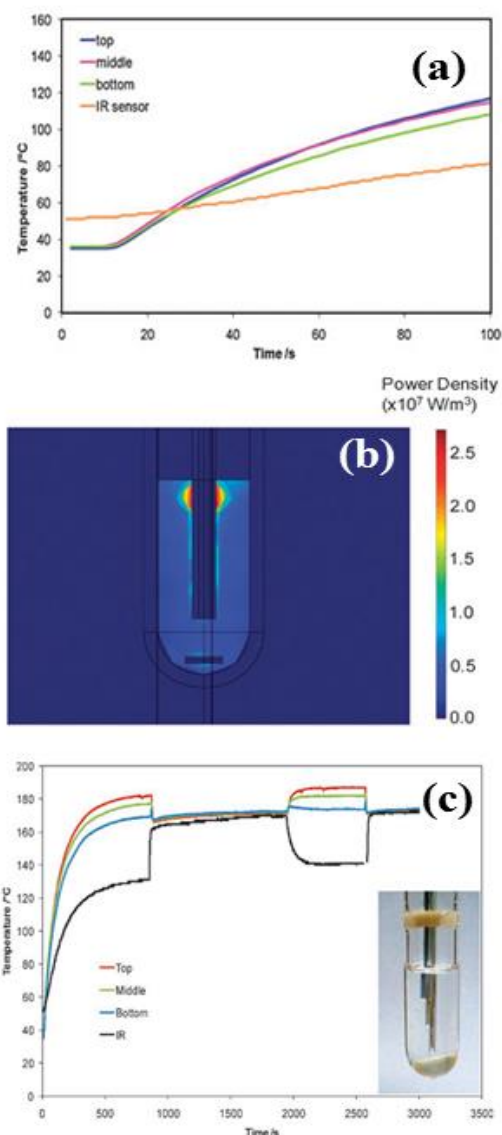 160
140
120
100
80
60
40
20
0
Temperature /°C
top
middle
bottom
IR sensor
(a)
0 20 40 60 80 100
Time /s
Power Density
(x10⁷ W/m³)
(b)
2.5
2.0
1.5
1.0
0.5
0.0
200
180
160
140
120
100
80
60
40
20
0
Temperature /°C
(c)
Top
Middle
Bottom
IR
0 500 1000 1500 2000 2500 3000 3500
Time/s